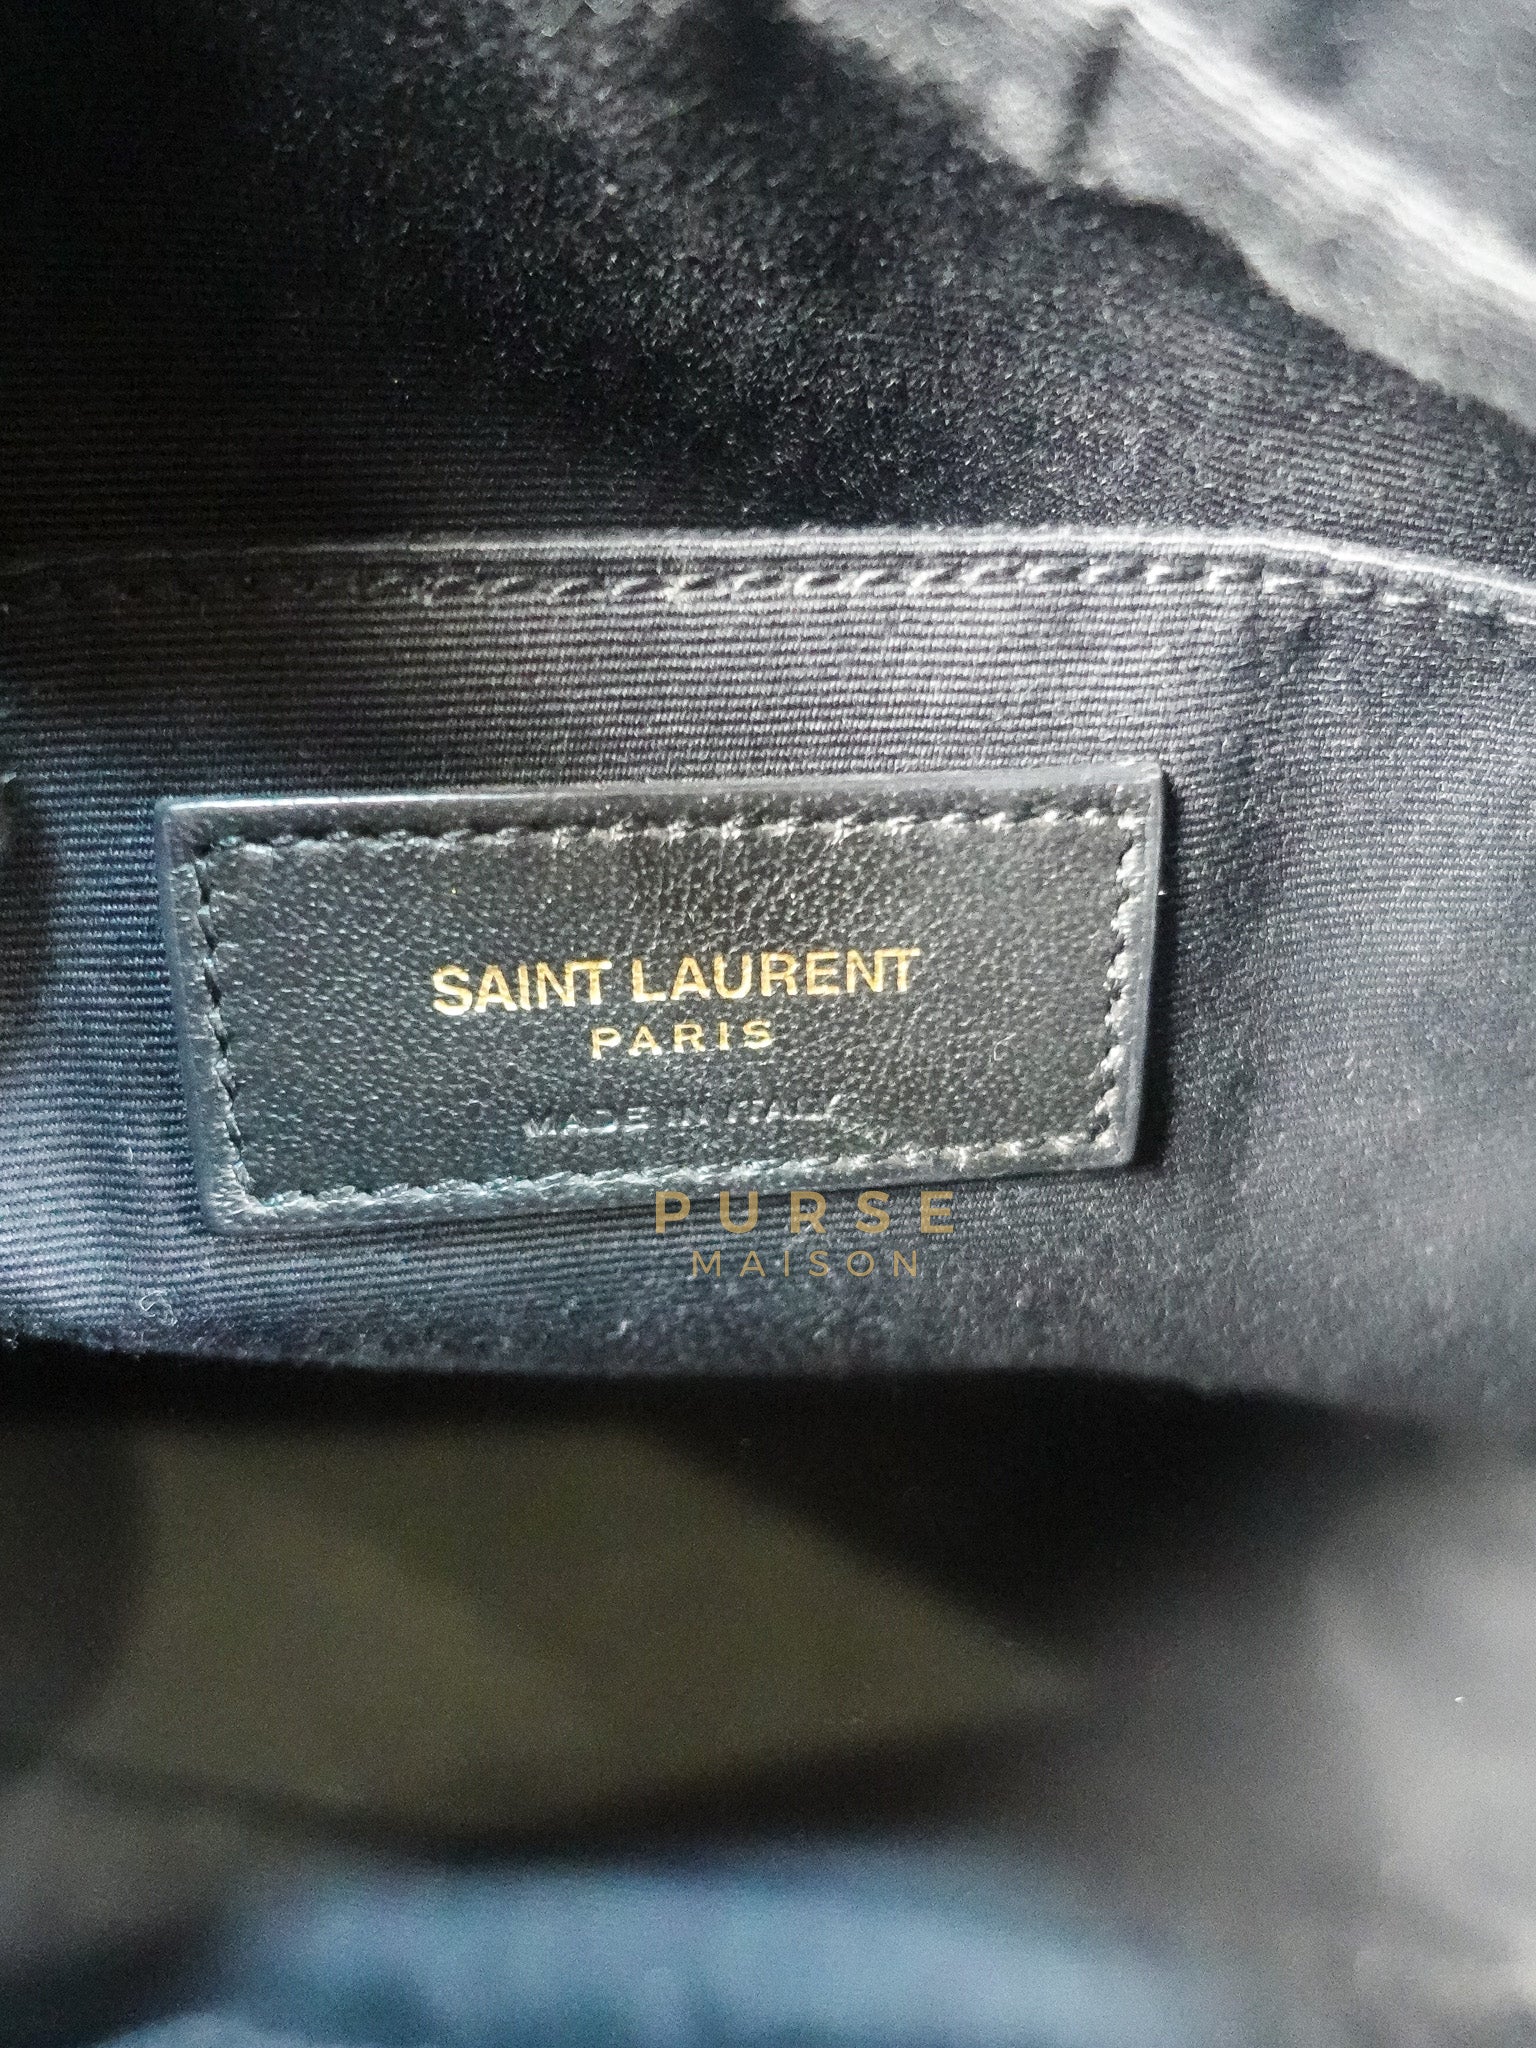 SAINT LAURENT
PARIS
MADE IN ITALY
PURSE
MAISON